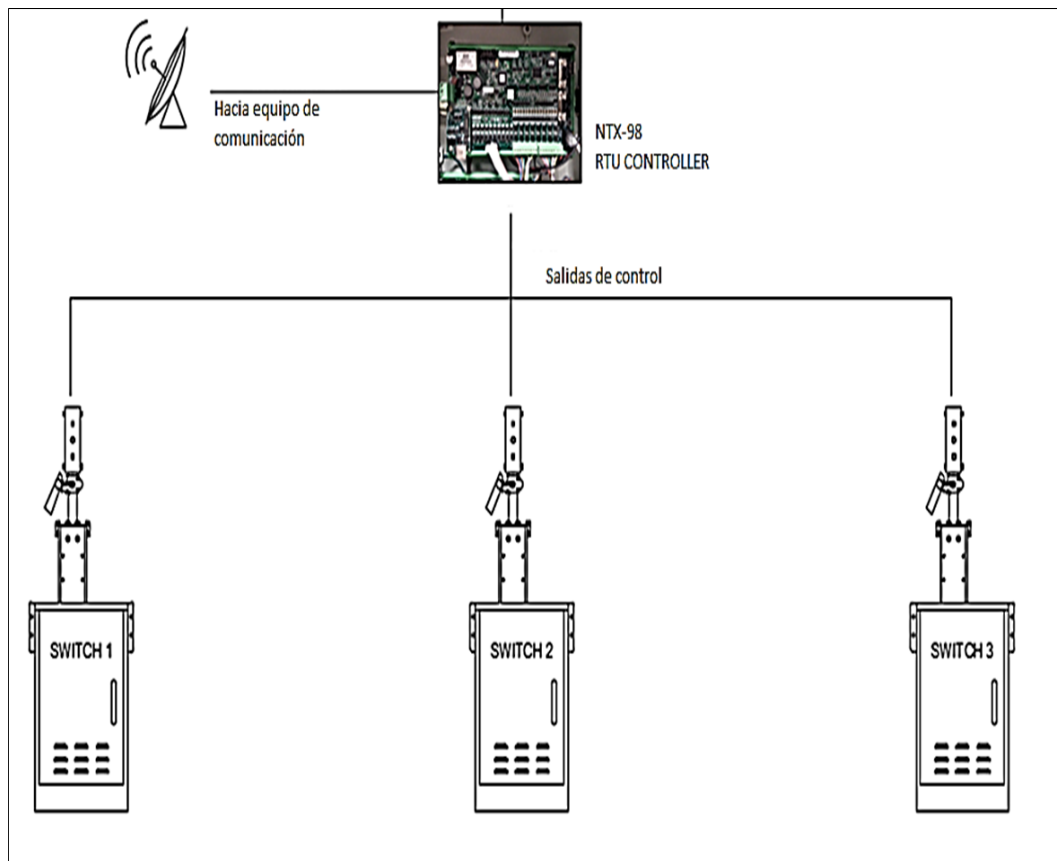 Hacia equipo de
comunicación
NTX-98
RTU CONTROLLER
Salidas de control
SWITCH 1
SWITCH 2
SWITCH 3